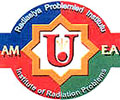 Radiasiya Problemləri İnstitutu
AM
EA
Institute of Radiation Problems